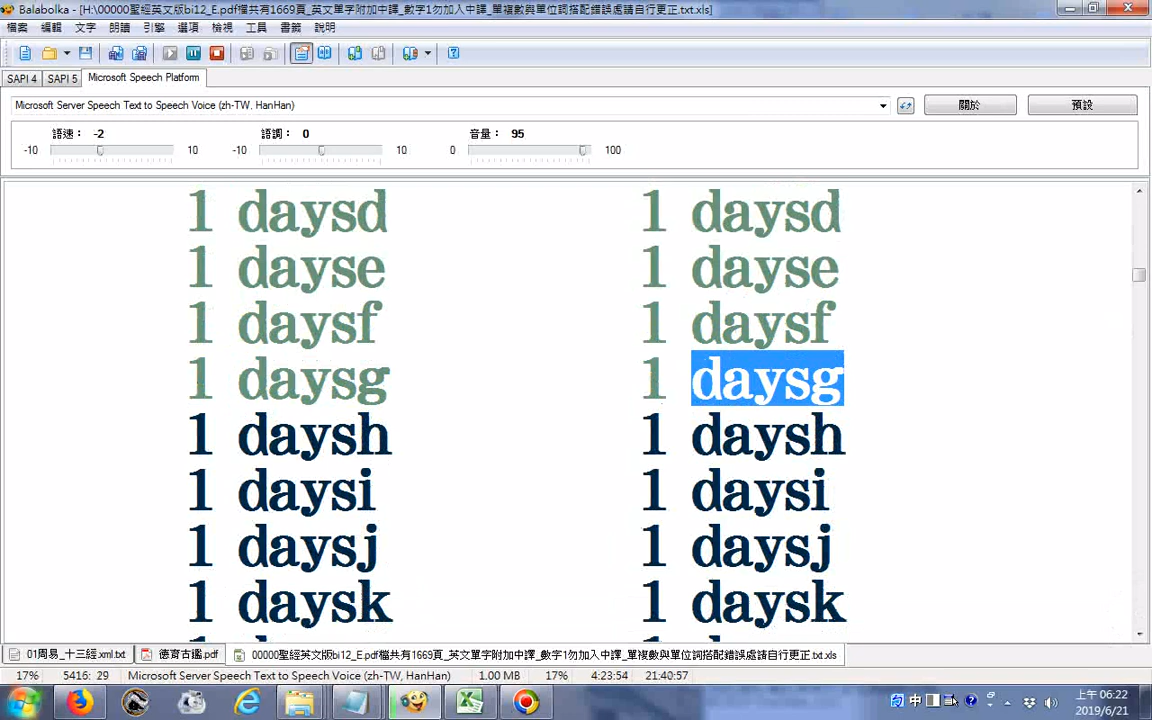 Balabolka - [H:\00000聖經英文版bi12_E.pdf檔共有1669頁_英文單字附加中譯_數字1勿加入中譯_單複數與單位詞搭配錯誤處請自行更正.txt.xls]
檔案 編輯 文字 朗讀 引擎 選項 檢視 工具 書籤 說明
SAPI 4 SAPI 5 Microsoft Speech Platform
Microsoft Server Speech Text to Speech Voice (zh-TW, HanHan) 關於 預設
語速： -2 語調： 0 音量： 95
-10 10 -10 10 0 100
1 daysd 1 daysd
1 dayse 1 dayse
1 daysf 1 daysf
1 daysg 1 daysg
1 daysh 1 daysh
1 daysi 1 daysi
1 daysj 1 daysj
1 daysk 1 daysk
01周易_十三經.xml.txt 德育古鑑.pdf 00000聖經英文版bi12_E.pdf檔共有1669頁_英文單字附加中譯_數字1勿加入中譯_單複數與單位詞搭配錯誤處請自行更正.txt.xls
17% 5416: 29 Microsoft Server Speech Text to Speech Voice (zh-TW, HanHan) 1.00 MB 17% 4:23:54 21:40:57
中 上午 06:22
2019/6/21